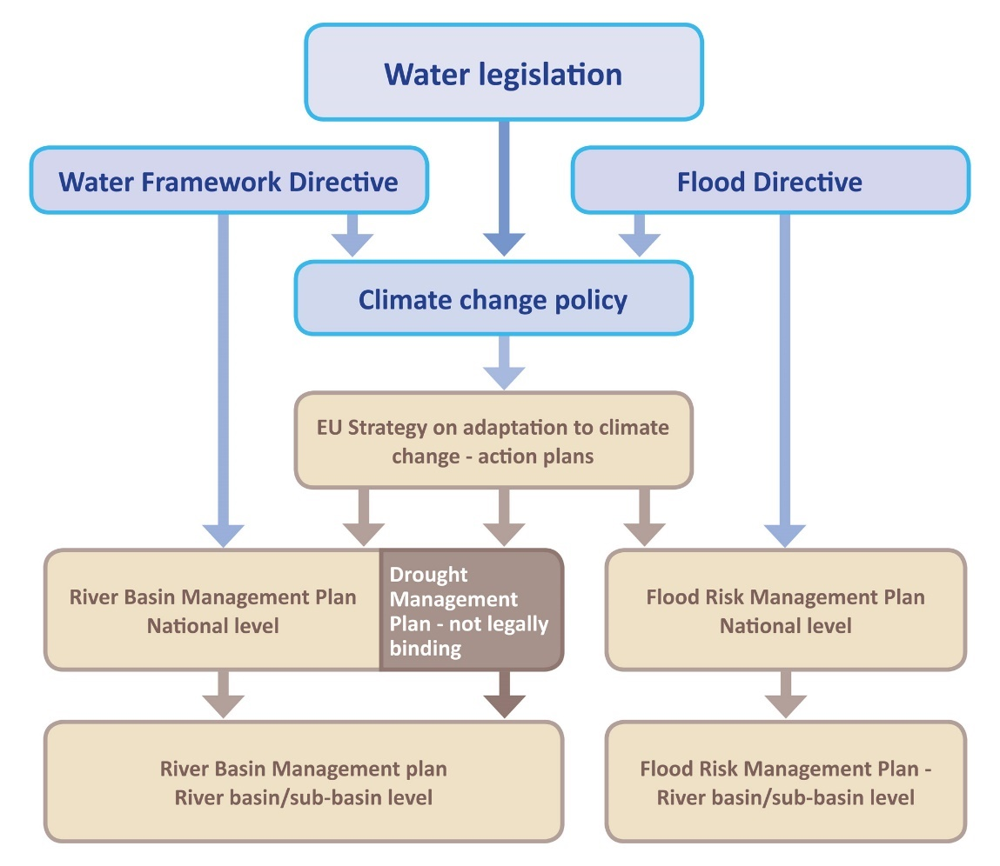 Water legislation
Water Framework Directive
Flood Directive
Climate change policy
EU Strategy on adaptation to climate
change - action plans
River Basin Management Plan
National level
Drought
Management
Plan - not legally
binding
Flood Risk Management Plan
National level
River Basin Management plan
River basin/sub-basin level
Flood Risk Management Plan -
River basin/sub-basin level